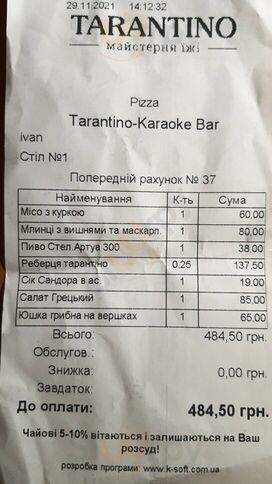 29.11.2021 14:12:32
TARANTINO
майстерня їжі
Pizza
Tarantino-Karaoke Bar
ivan
Стіл №1
Попередній рахунок № 37
Найменування К-ть Сума
Місо з куркою 1 60,00
Млинці з вишнями та маскарп. 1 80,00
Пиво Стел.Артуа 300 1 38,00
Реберця тарантіно 0,25 137,50
Сік Сандора в ас. 1 19,00
Салат Грецький 1 85,00
Юшка грибна на вершках 1 65,00
Всього: 484,50 грн.
Обслугов.:
Знижка: 0,00 грн.
Завдаток:
До оплати: 484,50 грн.
Чайові 5-10% вітаються і залишаються на Ваш
розсуд!
розробка програми: www.k-soft.com.ua